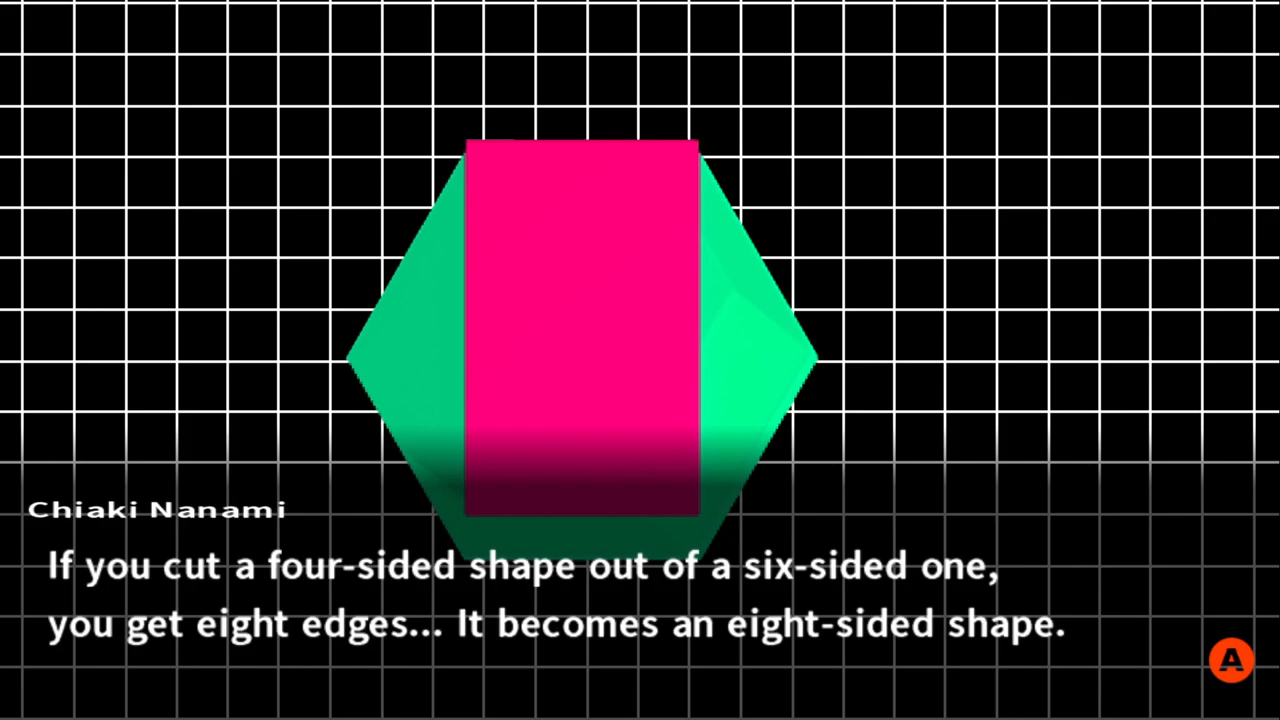 Chiaki Nanami
If you cut a four-sided shape out of a six-sided one,
you get eight edges... It becomes an eight-sided shape.
A